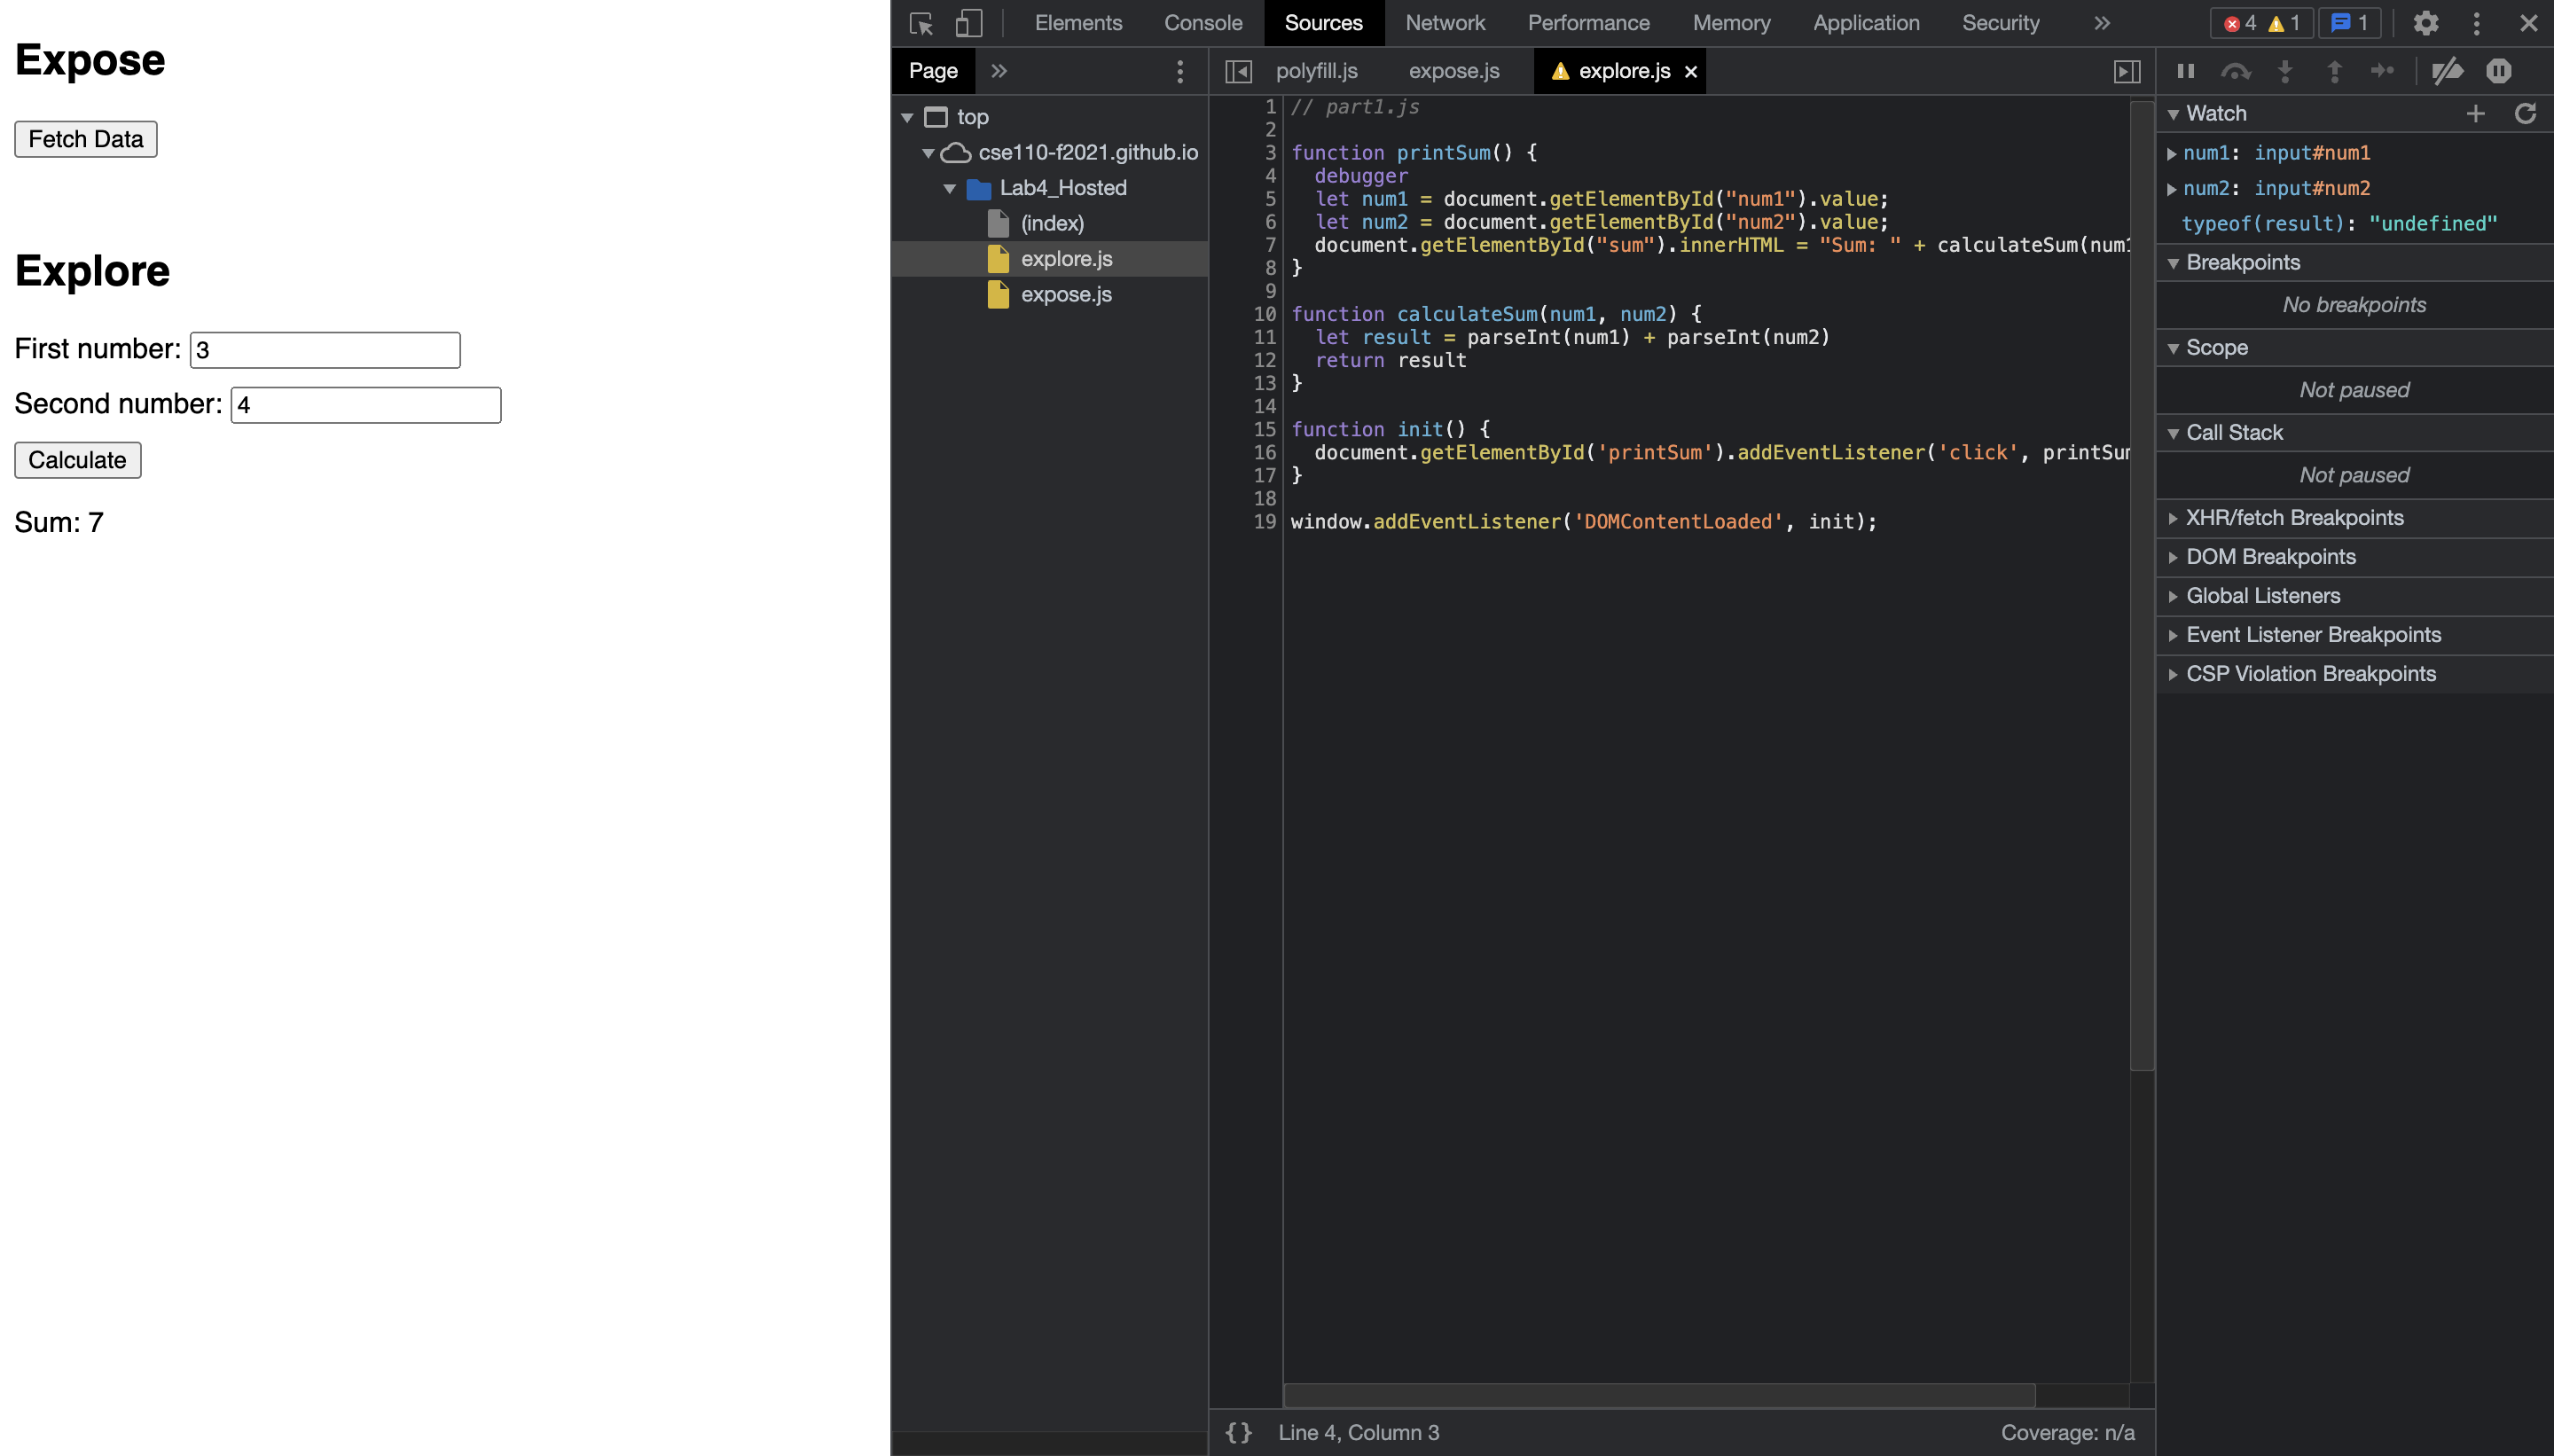 Expose
Fetch Data
Explore
First number: 3
Second number: 4
Calculate
Sum: 7
Elements Console Sources Network Performance Memory Application Security 4 1 1
Page
top
cse110-f2021.github.io
Lab4_Hosted
(index)
explore.js
expose.js
polyfill.js expose.js explore.js
1 // part1.js
2
3 function printSum() {
4 debugger
5 let num1 = document.getElementById("num1").value;
6 let num2 = document.getElementById("num2").value;
7 document.getElementById("sum").innerHTML = "Sum: " + calculateSum(num1
8 }
9
10 function calculateSum(num1, num2) {
11 let result = parseInt(num1) + parseInt(num2)
12 return result
13 }
14
15 function init() {
16 document.getElementById('printSum').addEventListener('click', printSum
17 }
18
19 window.addEventListener('DOMContentLoaded', init);
{} Line 4, Column 3 Coverage: n/a
Watch
num1: input#num1
num2: input#num2
typeof(result): "undefined"
Breakpoints
No breakpoints
Scope
Not paused
Call Stack
Not paused
XHR/fetch Breakpoints
DOM Breakpoints
Global Listeners
Event Listener Breakpoints
CSP Violation Breakpoints